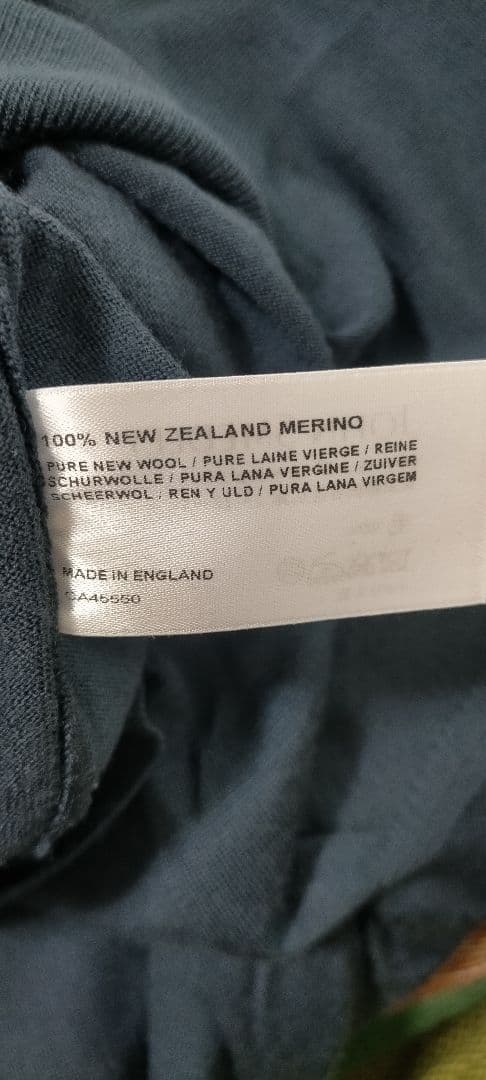 100% NEW ZEALAND MERINO
PURE NEW WOOL / PURE LAINE VIERGE / REINE
SCHURWOLLE / PURA LANA VERGINE / ZUIVER
SCHEERWOL / REN Y ULD / PURA LANA VIRGEM
MADE IN ENGLAND